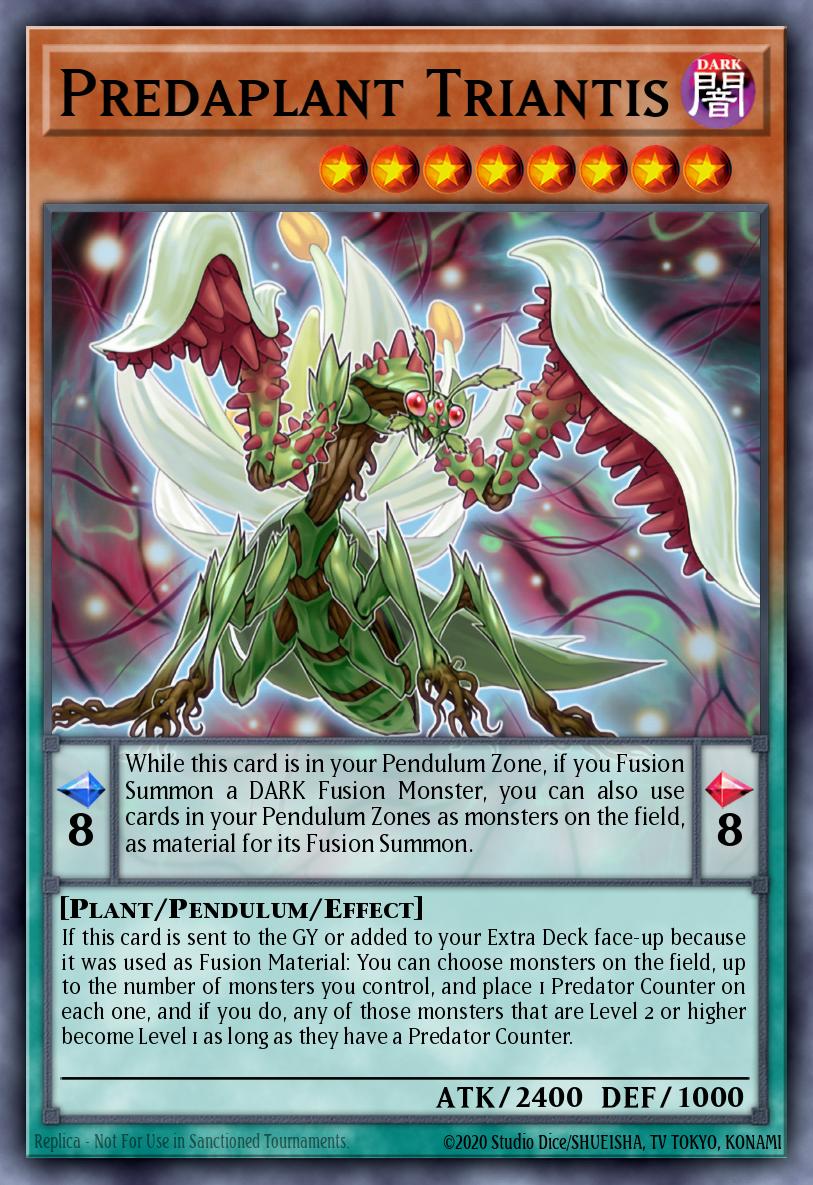 Predaplant Triantis
DARK
闇
While this card is in your Pendulum Zone, if you Fusion
Summon a DARK Fusion Monster, you can also use
cards in your Pendulum Zones as monsters on the field,
as material for its Fusion Summon.
8
8
[Plant/Pendulum/Effect]
If this card is sent to the GY or added to your Extra Deck face-up because
it was used as Fusion Material: You can choose monsters on the field, up
to the number of monsters you control, and place 1 Predator Counter on
each one, and if you do, any of those monsters that are Level 2 or higher
become Level 1 as long as they have a Predator Counter.
ATK/2400 DEF/1000
Replica - Not For Use in Sanctioned Tournaments.
©2020 Studio Dice/SHUEISHA, TV TOKYO, KONAMI